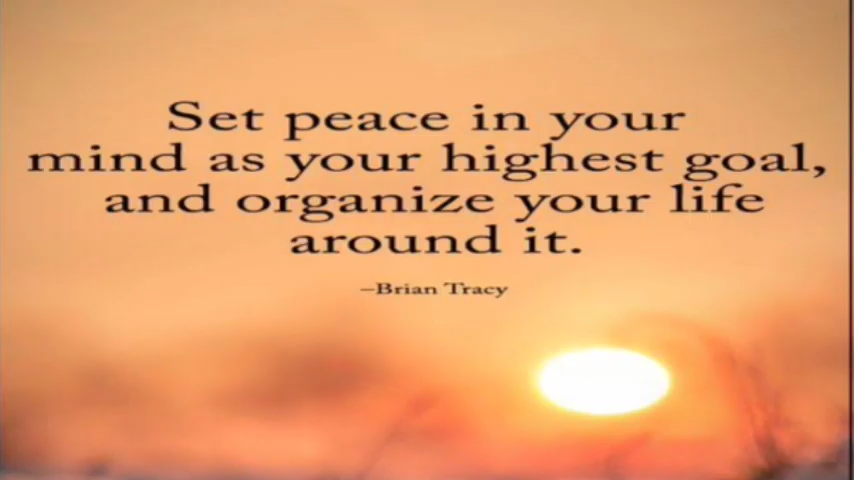 Set peace in your
mind as your highest goal,
and organize your life
around it.
–Brian Tracy